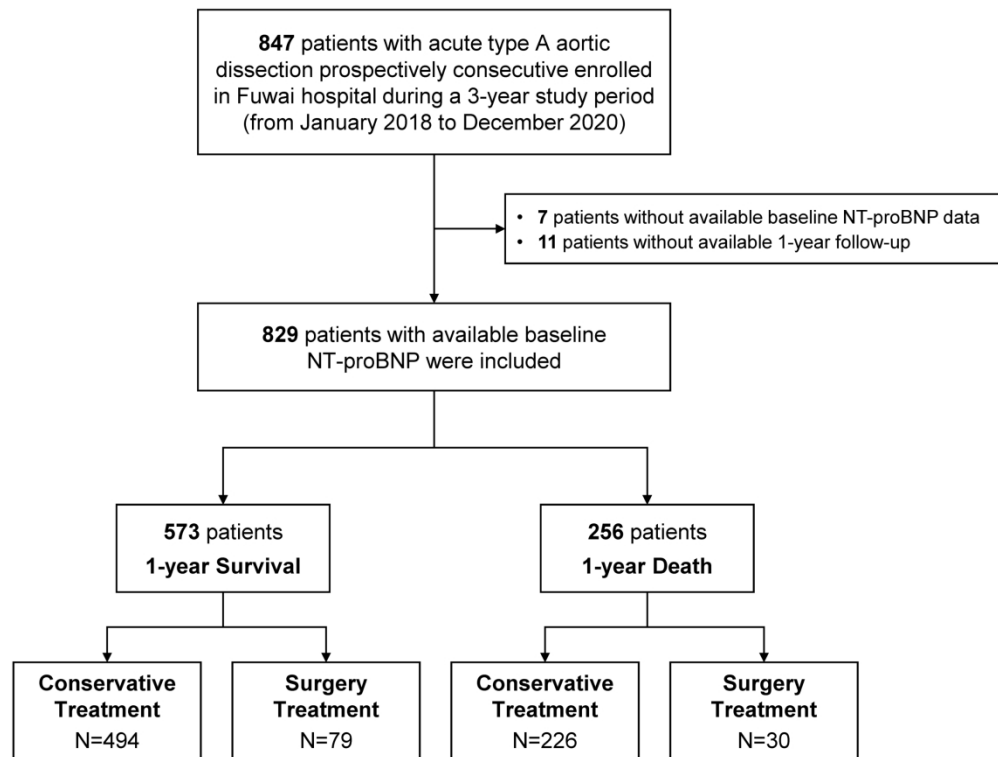 847 patients with acute type A aortic
dissection prospectively consecutive enrolled
in Fuwai hospital during a 3-year study period
(from January 2018 to December 2020)
• 7 patients without available baseline NT-proBNP data
• 11 patients without available 1-year follow-up
829 patients with available baseline
NT-proBNP were included
573 patients
1-year Survival
256 patients
1-year Death
Conservative
Treatment
N=494
Surgery
Treatment
N=79
Conservative
Treatment
N=226
Surgery
Treatment
N=30